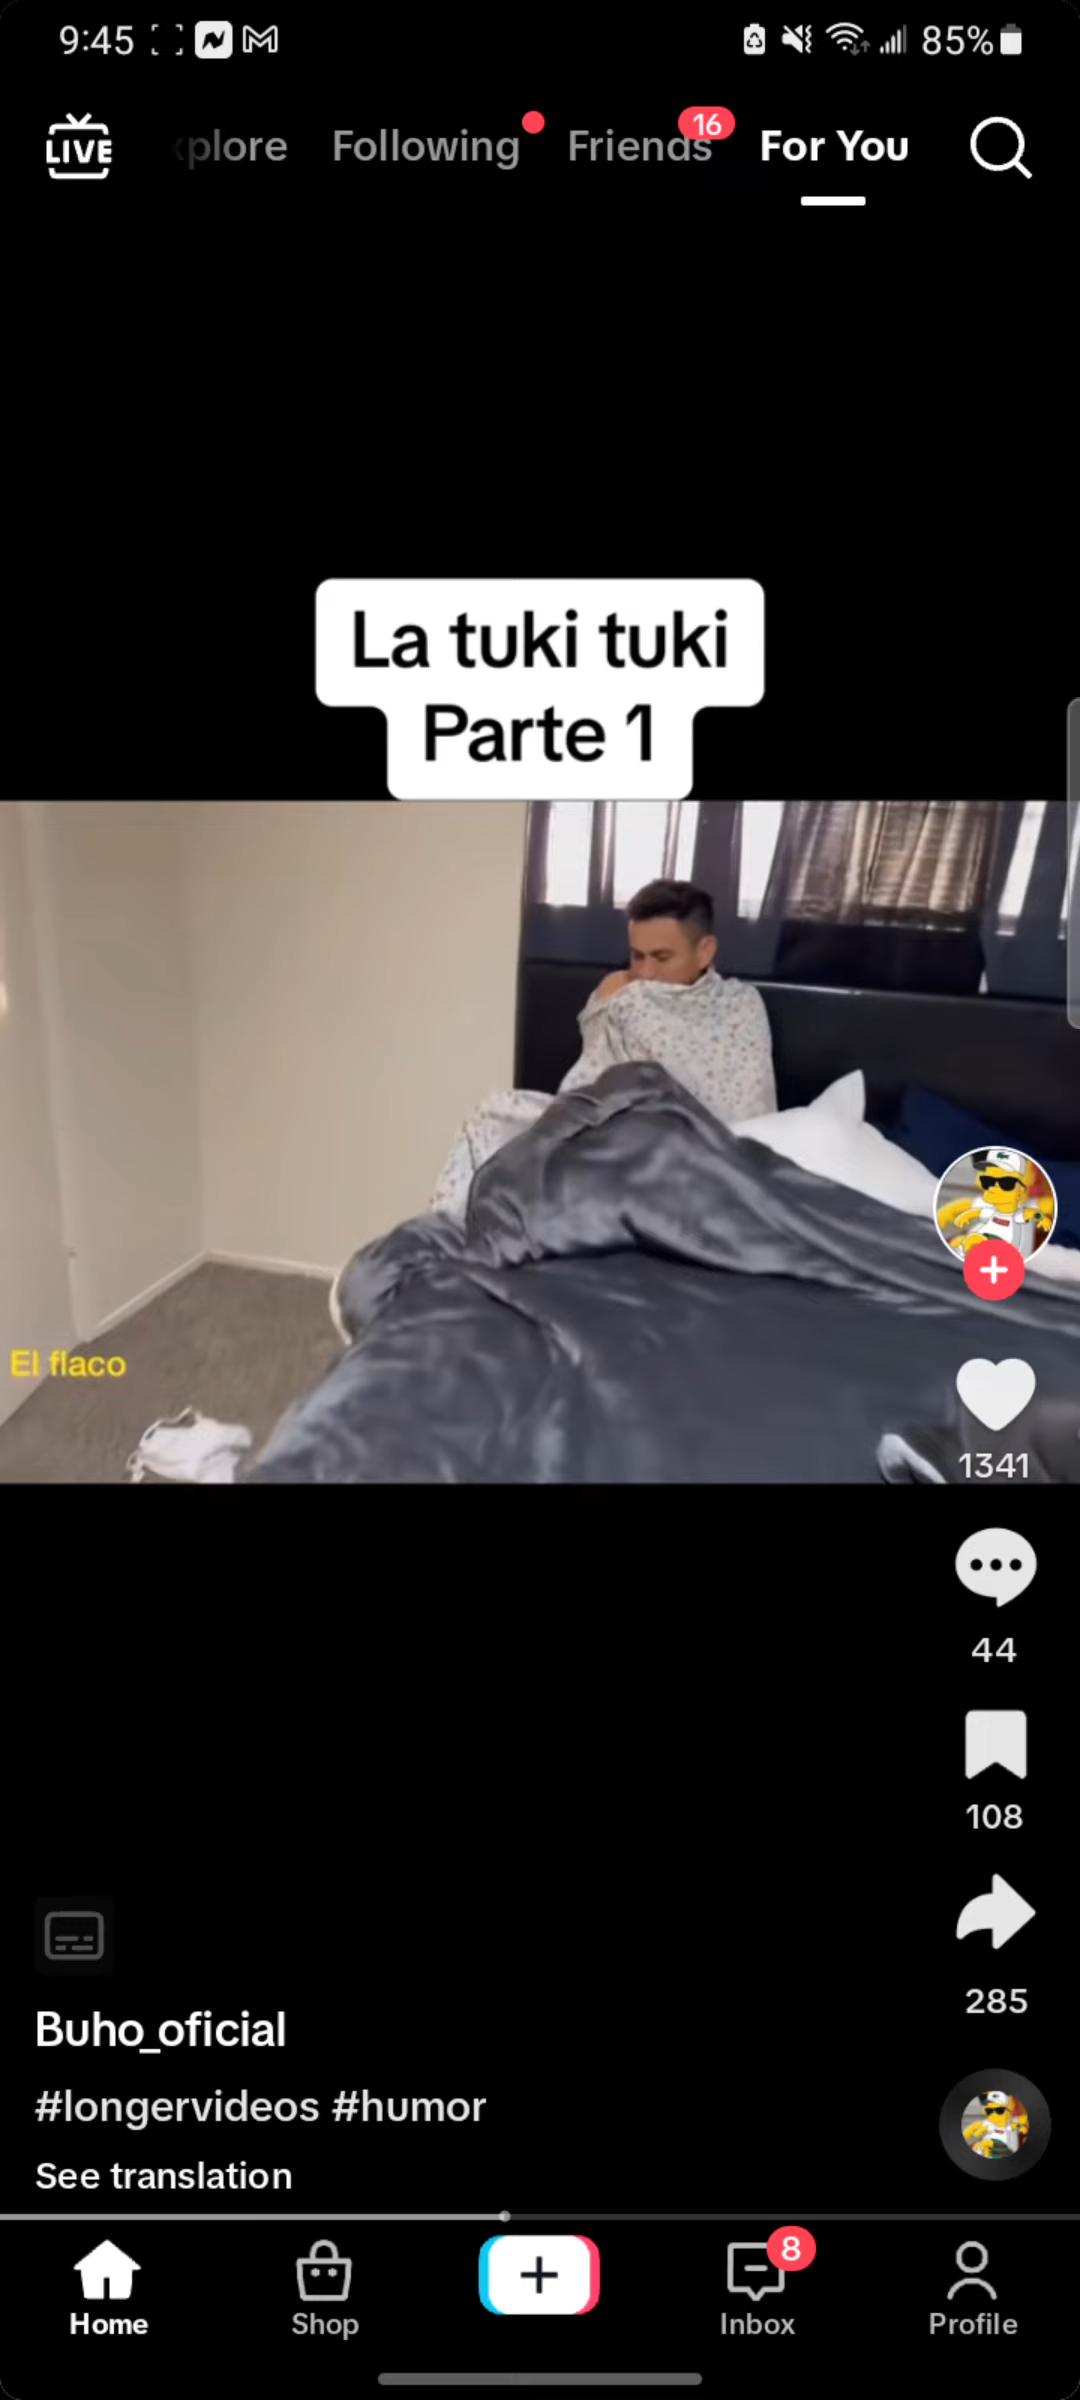 9:45
85%
LIVE
xplore
Following
Friends
16
For You
La tuki tuki
Parte 1
El flaco
1341
44
108
285
Buho_oficial
#longervideos #humor
See translation
Home
Shop
Inbox
8
Profile